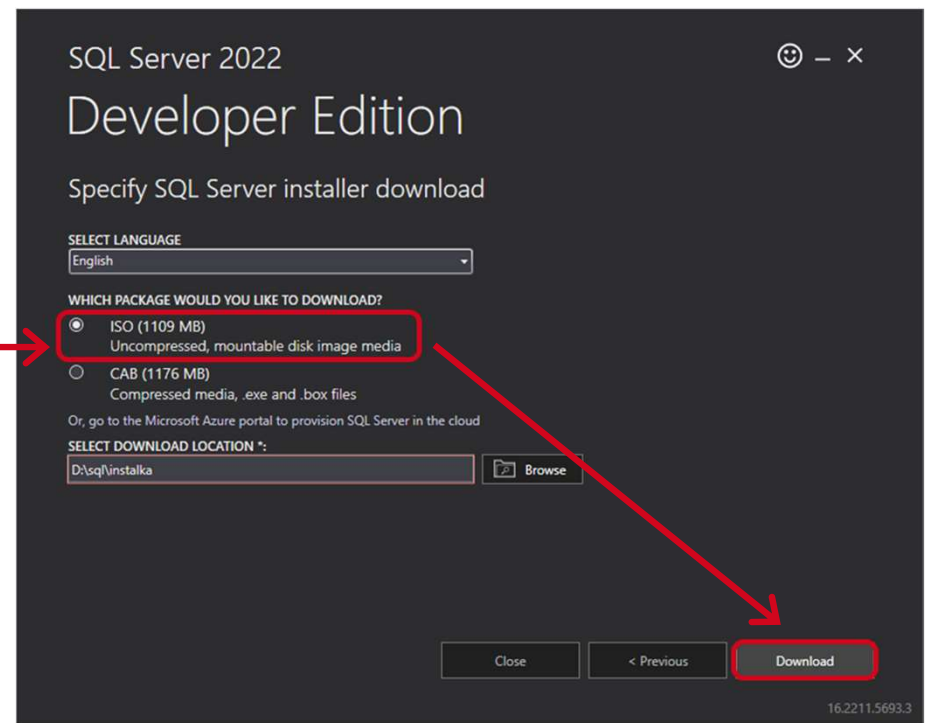 SQL Server 2022
Developer Edition
Specify SQL Server installer download
SELECT LANGUAGE
English
WHICH PACKAGE WOULD YOU LIKE TO DOWNLOAD?
ISO (1109 MB)
Uncompressed, mountable disk image media
CAB (1176 MB)
Compressed media, .exe and .box files
Or, go to the Microsoft Azure portal to provision SQL Server in the cloud
SELECT DOWNLOAD LOCATION *:
D:\sql\instalka
Browse
Close
< Previous
Download
16.2211.5693.3